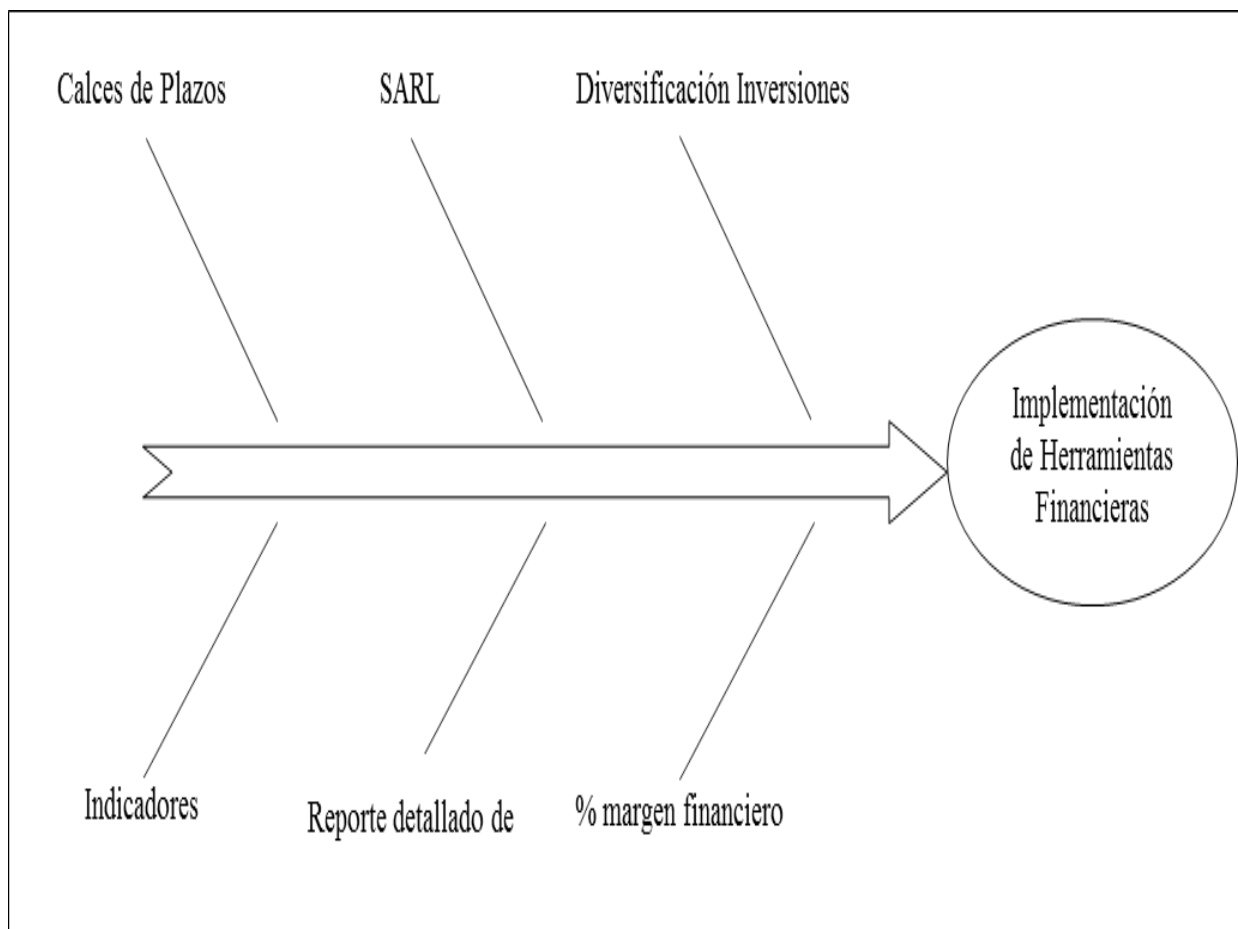 Calces de Plazos
SARL
Diversificación Inversiones
Implementación
de Herramientas
Financieras
Indicadores
Reporte detallado de
% margen financiero